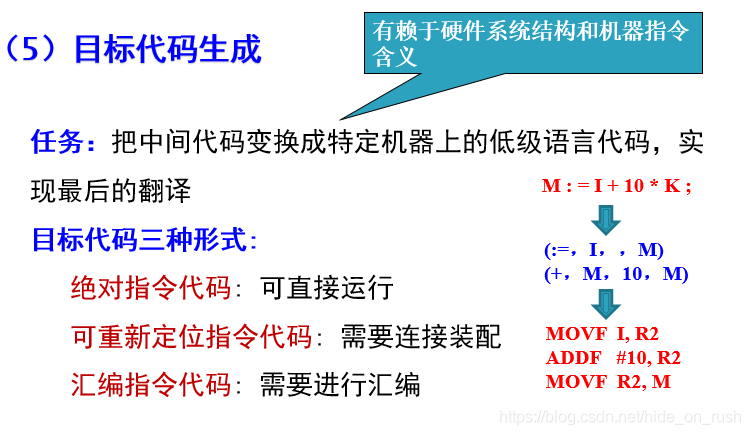 （5）目标代码生成
有赖于硬件系统结构和机器指令
含义
任务：把中间代码变换成特定机器上的低级语言代码，实
现最后的翻译
目标代码三种形式：
绝对指令代码：可直接运行
可重新定位指令代码：需要连接装配
汇编指令代码：需要进行汇编
M : = I + 10 * K ;
(:=，I，，M)
(+，M，10，M)
MOVF I, R2
ADDF #10, R2
MOVF R2, M
https://blog.csdn.net/hide_on_rush